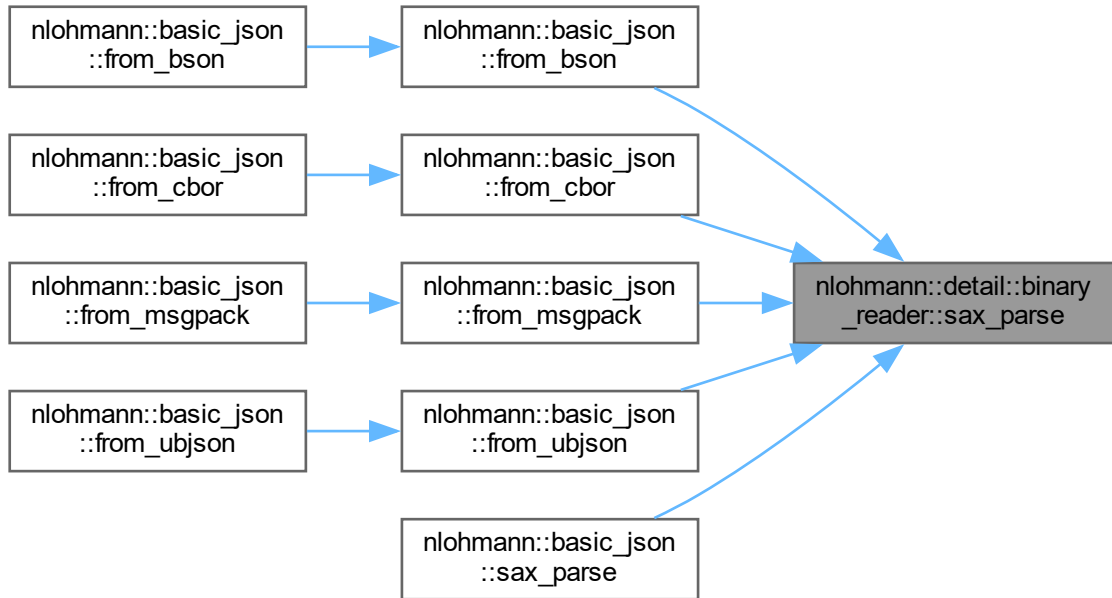 nlohmann::basic_json
::from_bson
nlohmann::basic_json
::from_bson
nlohmann::basic_json
::from_cbor
nlohmann::basic_json
::from_cbor
nlohmann::basic_json
::from_msgpack
nlohmann::basic_json
::from_msgpack
nlohmann::detail::binary
_reader::sax_parse
nlohmann::basic_json
::from_ubjson
nlohmann::basic_json
::from_ubjson
nlohmann::basic_json
::sax_parse